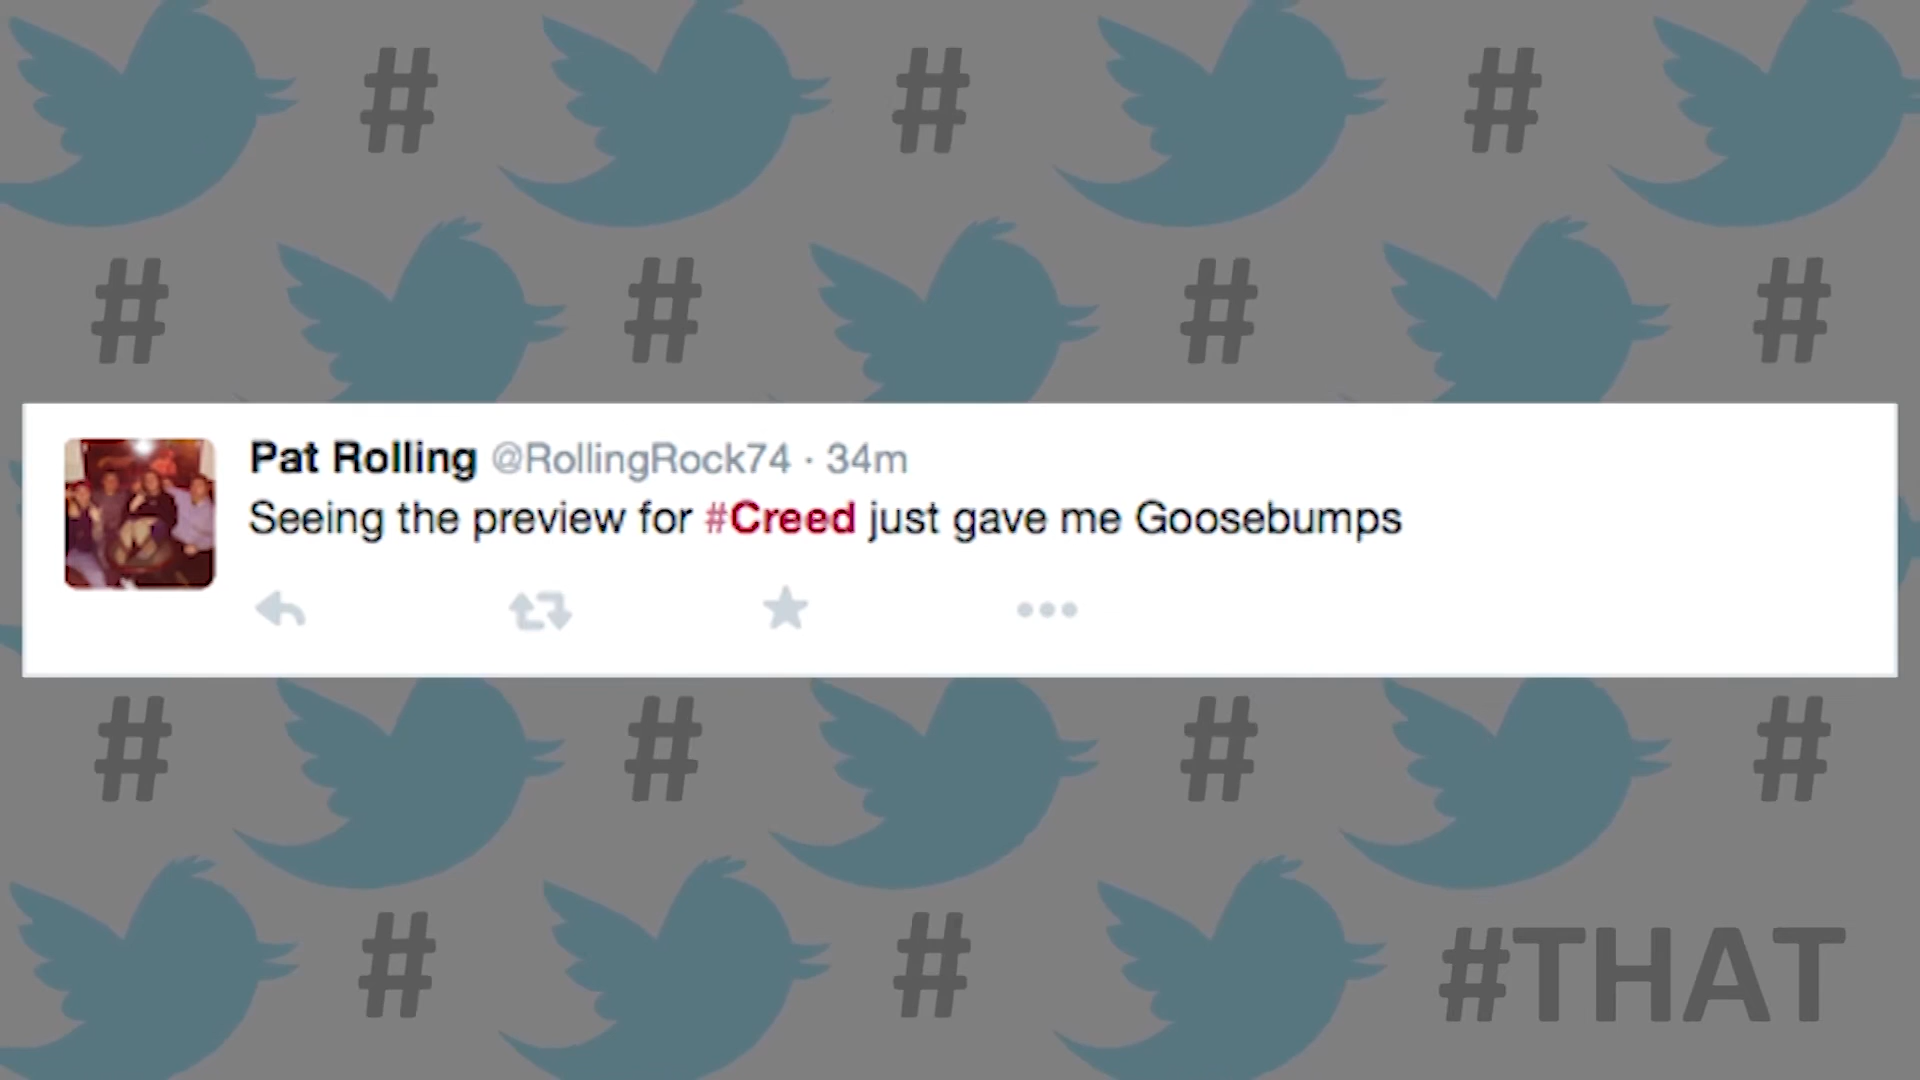 # # #
# # # #
Pat Rolling @RollingRock74 · 34m
Seeing the preview for #Creed just gave me Goosebumps
# # # #
# # #THAT